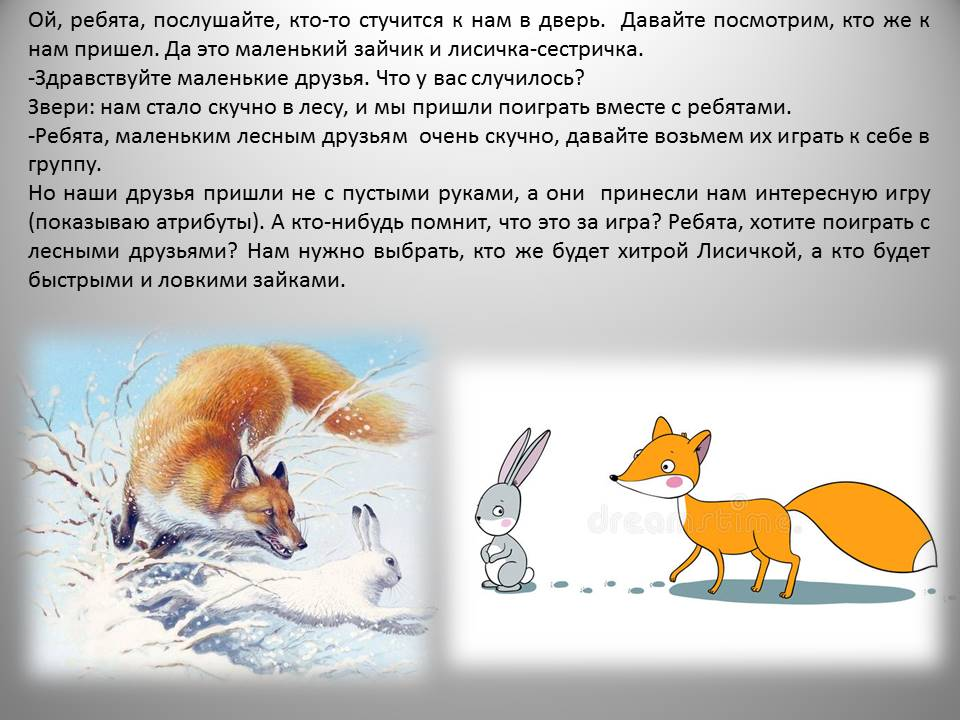 Ой, ребята, послушайте, кто-то стучится к нам в дверь.  Давайте посмотрим, кто же к
нам пришел. Да это маленький зайчик и лисичка-сестричка.
-Здравствуйте маленькие друзья. Что у вас случилось?
Звери: нам стало скучно в лесу, и мы пришли поиграть вместе с ребятами.
-Ребята, маленьким лесным друзьям  очень скучно, давайте возьмем их играть к себе в
группу.
Но наши друзья пришли не с пустыми руками, а они  принесли нам интересную игру
(показываю атрибуты). А кто-нибудь помнит, что это за игра? Ребята, хотите поиграть с
лесными друзьями? Нам нужно выбрать, кто же будет хитрой Лисичкой, а кто будет
быстрыми и ловкими зайками.
dreamstime.